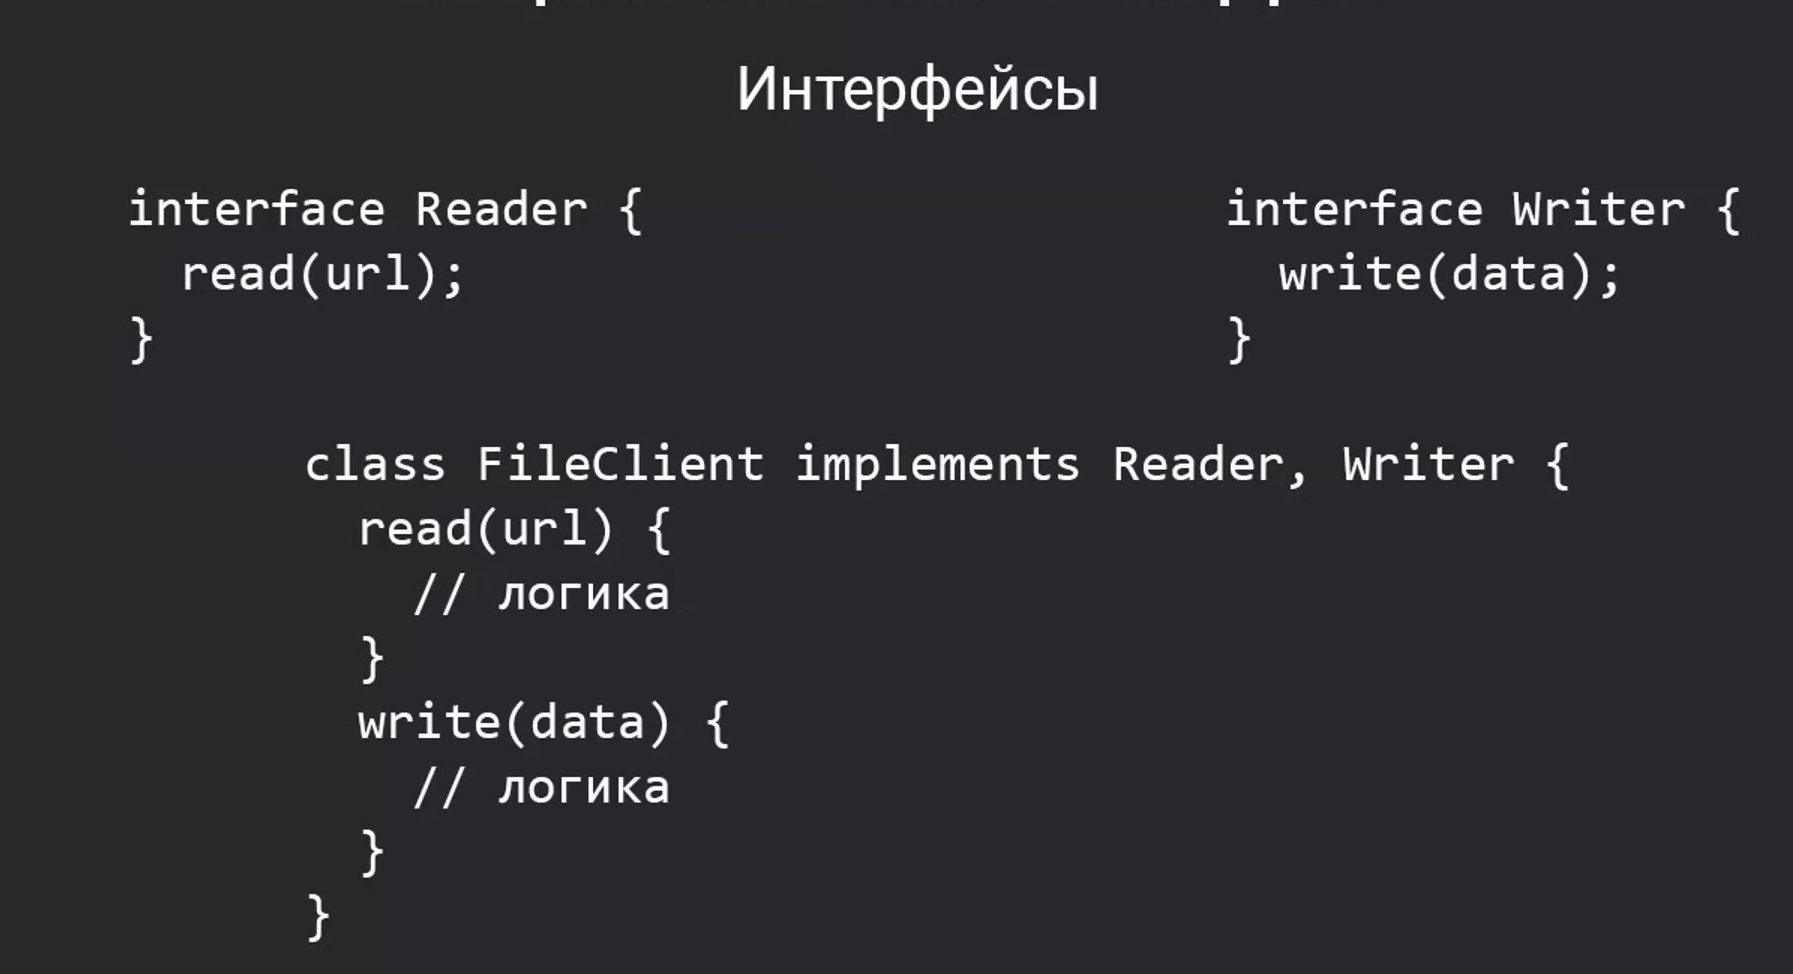 Интерфейсы
interface Reader {
  read(url);
}
interface Writer {
  write(data);
}
class FileClient implements Reader, Writer {
  read(url) {
    // логика
  }
  write(data) {
    // логика
  }
}